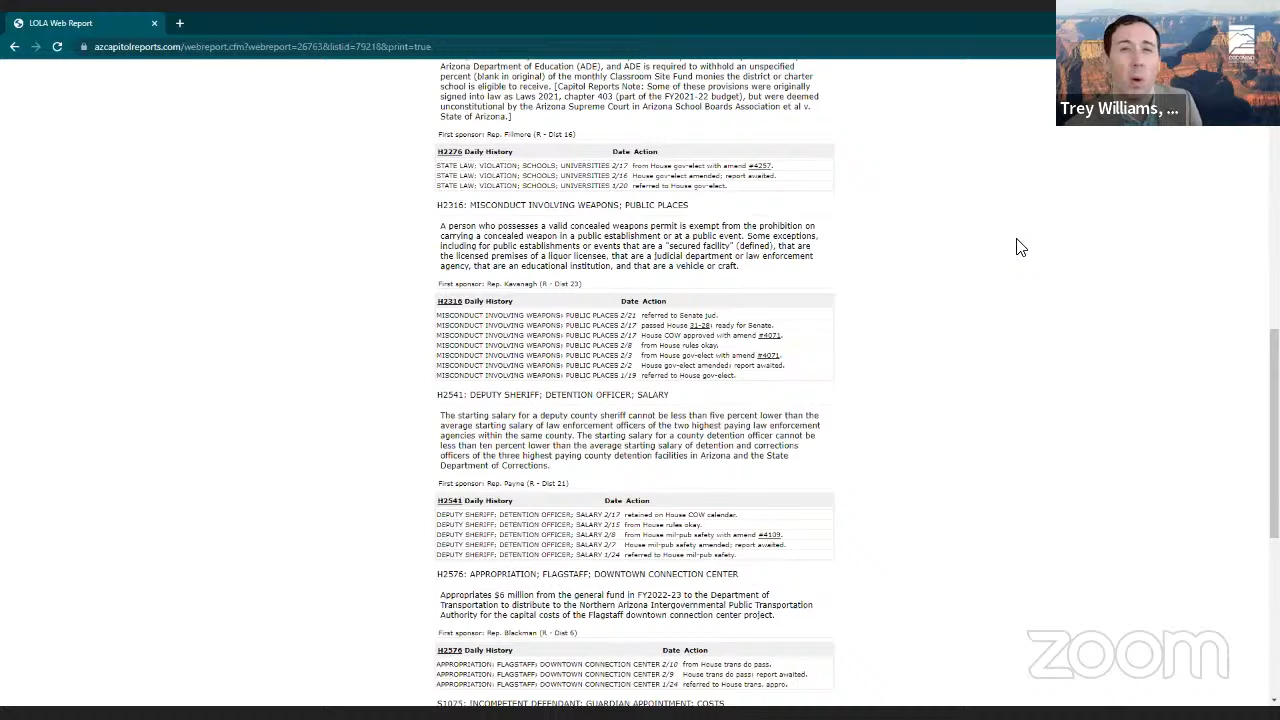 LOLA Web Report
azcapitolreports.com/webreport.cfm?webreport=26763&listid=79218&print=true
Trey Williams, ...
Arizona Department of Education (ADE), and ADE is required to withhold an unspecified
percent (blank in original) of the monthly Classroom Site Fund monies the district or charter
school is eligible to receive. [Capitol Reports Note: Some of these provisions were originally
signed into law as Laws 2021, chapter 403 (part of the FY2021-22 budget), but were deemed
unconstitutional by the Arizona Supreme Court in Arizona School Boards Association et al v.
State of Arizona.]
First sponsor: Rep. Fillmore (R - Dist 16)
H2276 Daily History Date Action
STATE LAW; VIOLATION; SCHOOLS; UNIVERSITIES 2/17 from House gov-elect with amend #4257.
STATE LAW; VIOLATION; SCHOOLS; UNIVERSITIES 2/16 House gov-elect amended; report awaited.
STATE LAW; VIOLATION; SCHOOLS; UNIVERSITIES 1/20 referred to House gov-elect.
H2316: MISCONDUCT INVOLVING WEAPONS; PUBLIC PLACES
A person who possesses a valid concealed weapons permit is exempt from the prohibition on
carrying a concealed weapon in a public establishment or at a public event. Some exceptions,
including for public establishments or events that are a "secured facility" (defined), that are
the licensed premises of a liquor licensee, that are a judicial department or law enforcement
agency, that are an educational institution, and that are a vehicle or craft.
First sponsor: Rep. Kavanagh (R - Dist 23)
H2316 Daily History Date Action
MISCONDUCT INVOLVING WEAPONS; PUBLIC PLACES 2/21 referred to Senate jud.
MISCONDUCT INVOLVING WEAPONS; PUBLIC PLACES 2/17 passed House 31-28; ready for Senate.
MISCONDUCT INVOLVING WEAPONS; PUBLIC PLACES 2/17 House COW approved with amend #4071.
MISCONDUCT INVOLVING WEAPONS; PUBLIC PLACES 2/8 from House rules okay.
MISCONDUCT INVOLVING WEAPONS; PUBLIC PLACES 2/3 from House gov-elect with amend #4071.
MISCONDUCT INVOLVING WEAPONS; PUBLIC PLACES 2/2 House gov-elect amended; report awaited.
MISCONDUCT INVOLVING WEAPONS; PUBLIC PLACES 1/19 referred to House gov-elect.
H2541: DEPUTY SHERIFF; DETENTION OFFICER; SALARY
The starting salary for a deputy county sheriff cannot be less than five percent lower than the
average starting salary of law enforcement officers of the two highest paying law enforcement
agencies within the same county. The starting salary for a county detention officer cannot be
less than ten percent lower than the average starting salary of detention and corrections
officers of the three highest paying county detention facilities in Arizona and the State
Department of Corrections.
First sponsor: Rep. Payne (R - Dist 21)
H2541 Daily History Date Action
DEPUTY SHERIFF; DETENTION OFFICER; SALARY 2/17 retained on House COW calendar.
DEPUTY SHERIFF; DETENTION OFFICER; SALARY 2/15 from House rules okay.
DEPUTY SHERIFF; DETENTION OFFICER; SALARY 2/8 from House mil-pub safety with amend #4109.
DEPUTY SHERIFF; DETENTION OFFICER; SALARY 2/7 House mil-pub safety amended; report awaited.
DEPUTY SHERIFF; DETENTION OFFICER; SALARY 1/24 referred to House mil-pub safety.
H2576: APPROPRIATION; FLAGSTAFF; DOWNTOWN CONNECTION CENTER
Appropriates $6 million from the general fund in FY2022-23 to the Department of
Transportation to distribute to the Northern Arizona Intergovernmental Public Transportation
Authority for the capital costs of the Flagstaff downtown connection center project.
First sponsor: Rep. Blackman (R - Dist 6)
H2576 Daily History Date Action
APPROPRIATION; FLAGSTAFF; DOWNTOWN CONNECTION CENTER 2/10 from House trans do pass.
APPROPRIATION; FLAGSTAFF; DOWNTOWN CONNECTION CENTER 2/9 House trans do pass; report awaited.
APPROPRIATION; FLAGSTAFF; DOWNTOWN CONNECTION CENTER 1/24 referred to House trans, appro.
S1075: INCOMPETENT DEFENDANT; GUARDIAN APPOINTMENT; COSTS
zoom